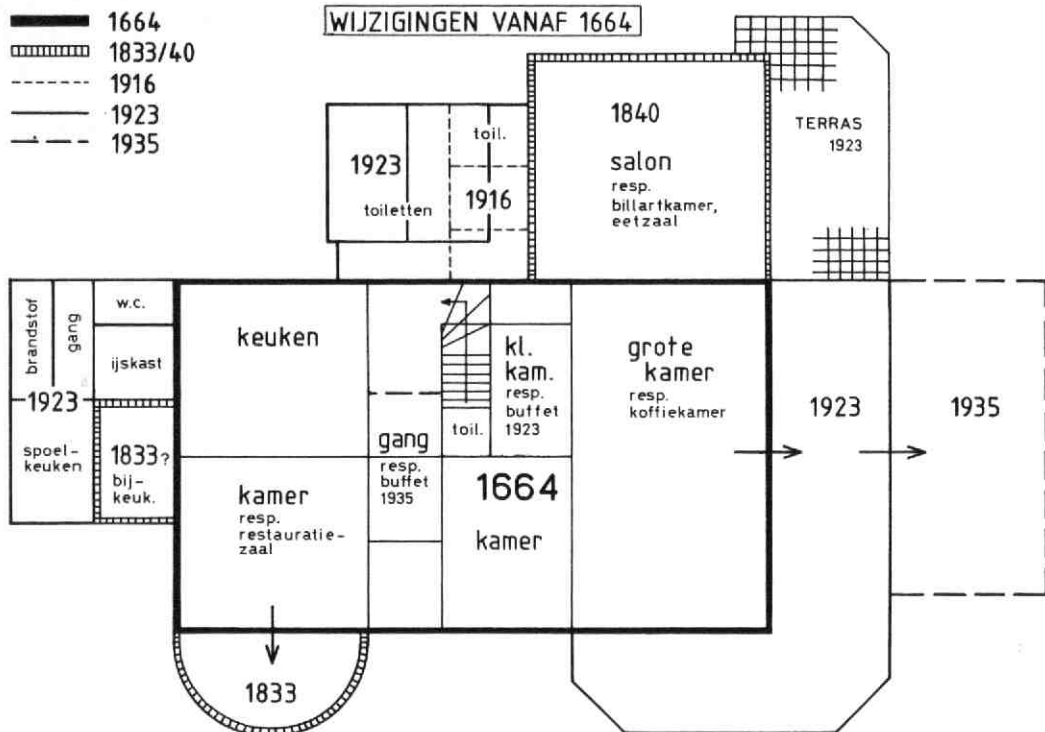 WIJZIGINGEN VANAF 1664
1664
1833/40
1916
1923
1935
1840
salon
resp.
billartkamer,
eetzaal
TERRAS
1923
toil.
1923
1916
toiletten
brandstof
gang
w.c.
ijskast
1923
spoel-
keuken
1833?
bij-
keuk.
keuken
kamer
resp.
restauratie-
zaal
gang
resp.
buffet
1935
toil.
kl.
kam.
resp.
buffet
1923
1664
kamer
grote
kamer
resp.
koffiekamer
1923
1935
1833